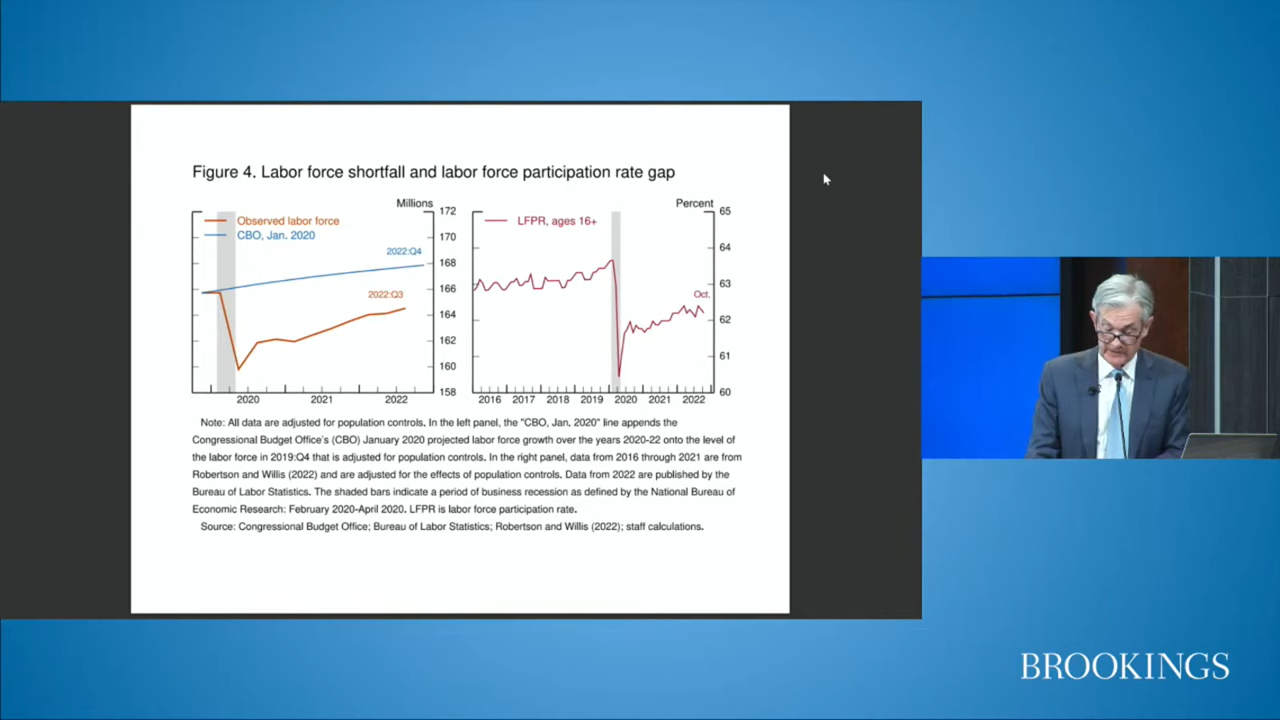 Figure 4. Labor force shortfall and labor force participation rate gap
Millions
Observed labor force
CBO, Jan. 2020
2022:Q4
2022:Q3
172
170
168
166
164
162
160
158
2020 2021 2022
Percent
LFPR, ages 16+
Oct.
65
64
63
62
61
60
2016 2017 2018 2019 2020 2021 2022
Note: All data are adjusted for population controls. In the left panel, the "CBO, Jan. 2020" line appends the
Congressional Budget Office's (CBO) January 2020 projected labor force growth over the years 2020-22 onto the level of
the labor force in 2019:Q4 that is adjusted for population controls. In the right panel, data from 2016 through 2021 are from
Robertson and Willis (2022) and are adjusted for the effects of population controls. Data from 2022 are published by the
Bureau of Labor Statistics. The shaded bars indicate a period of business recession as defined by the National Bureau of
Economic Research: February 2020-April 2020. LFPR is labor force participation rate.
Source: Congressional Budget Office; Bureau of Labor Statistics; Robertson and Willis (2022); staff calculations.
BROOKINGS